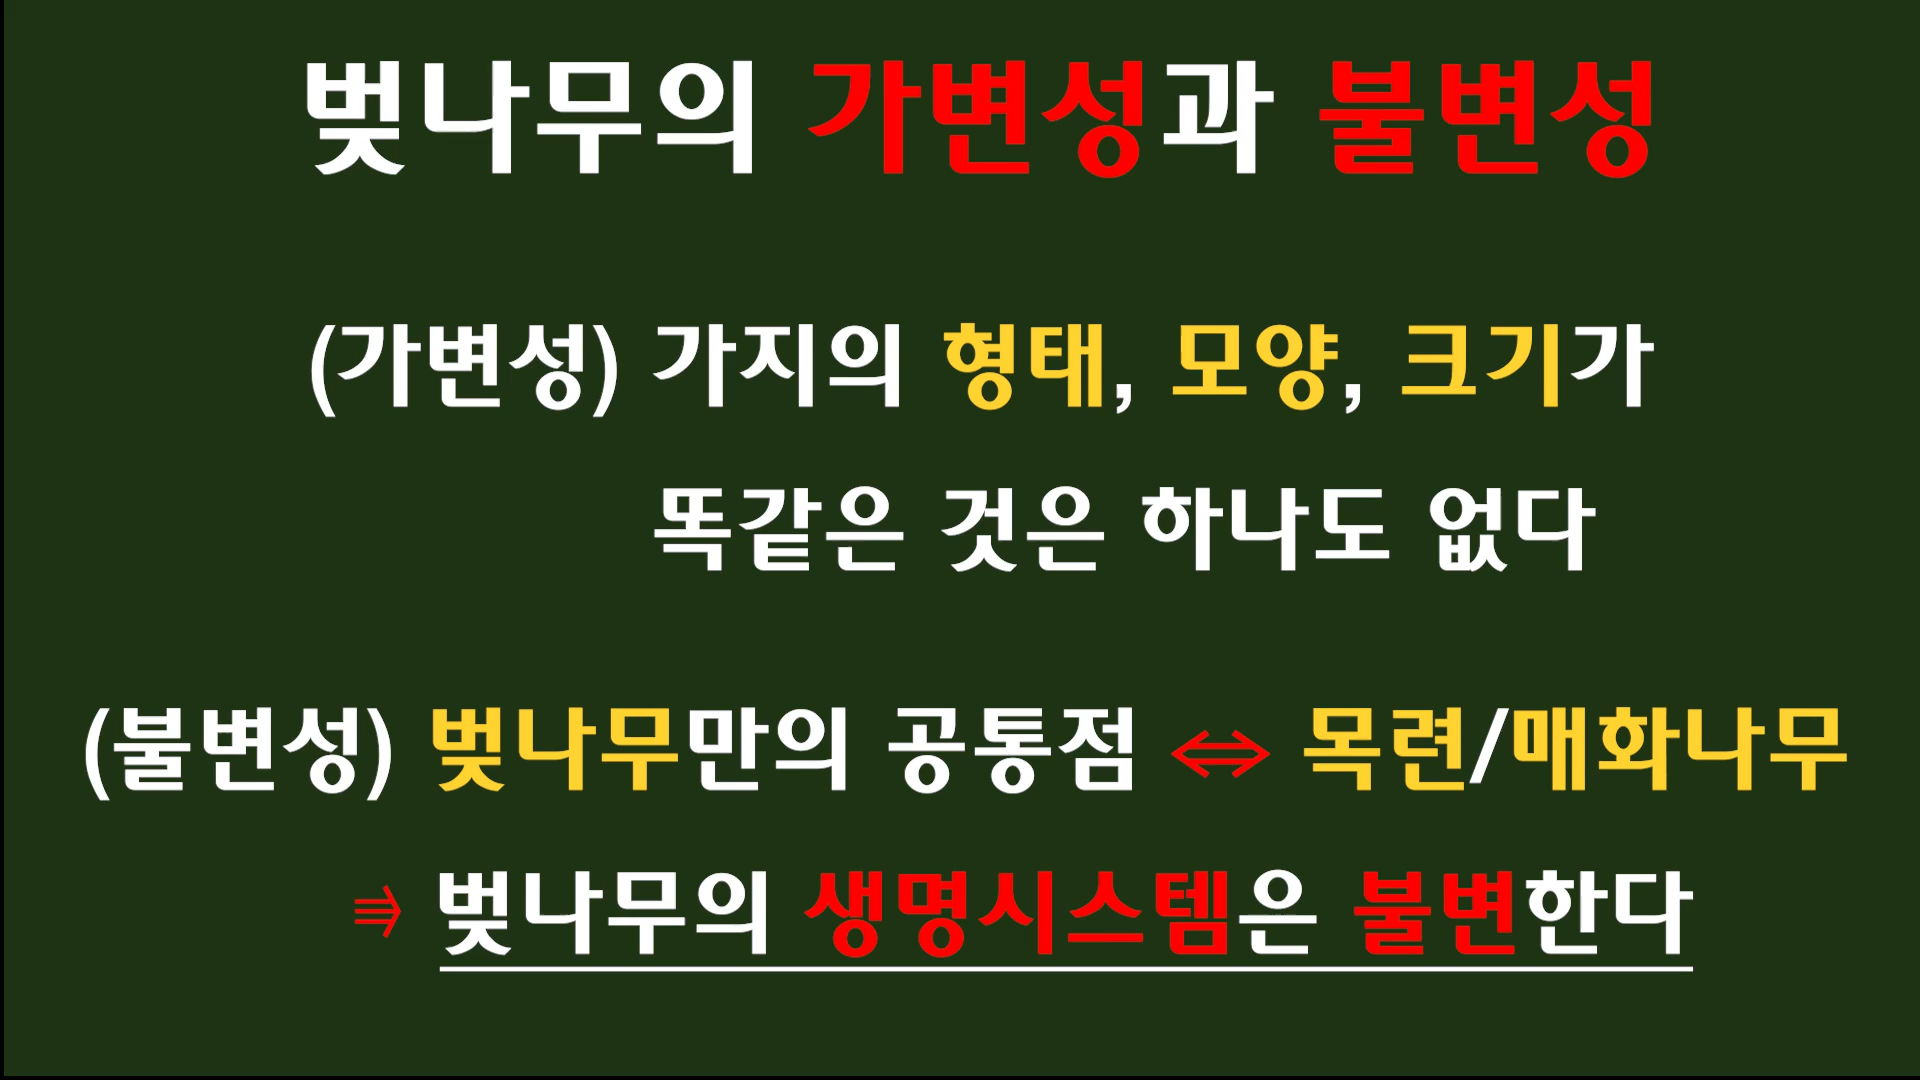 벚나무의 가변성과 불변성
(가변성) 가지의 형태, 모양, 크기가
똑같은 것은 하나도 없다
(불변성) 벚나무만의 공통점 ⇔ 목련/매화나무
⇛ 벚나무의 생명시스템은 불변한다